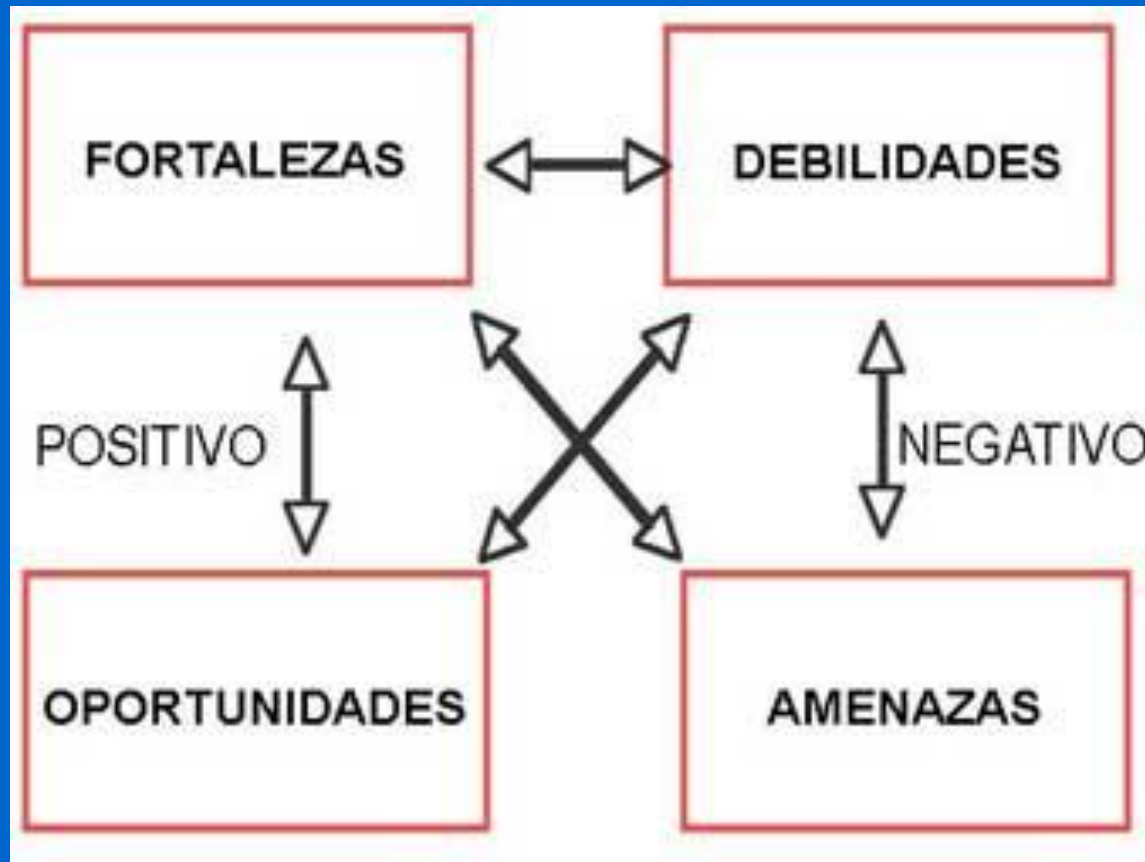 FORTALEZAS
DEBILIDADES
POSITIVO
NEGATIVO
OPORTUNIDADES
AMENAZAS